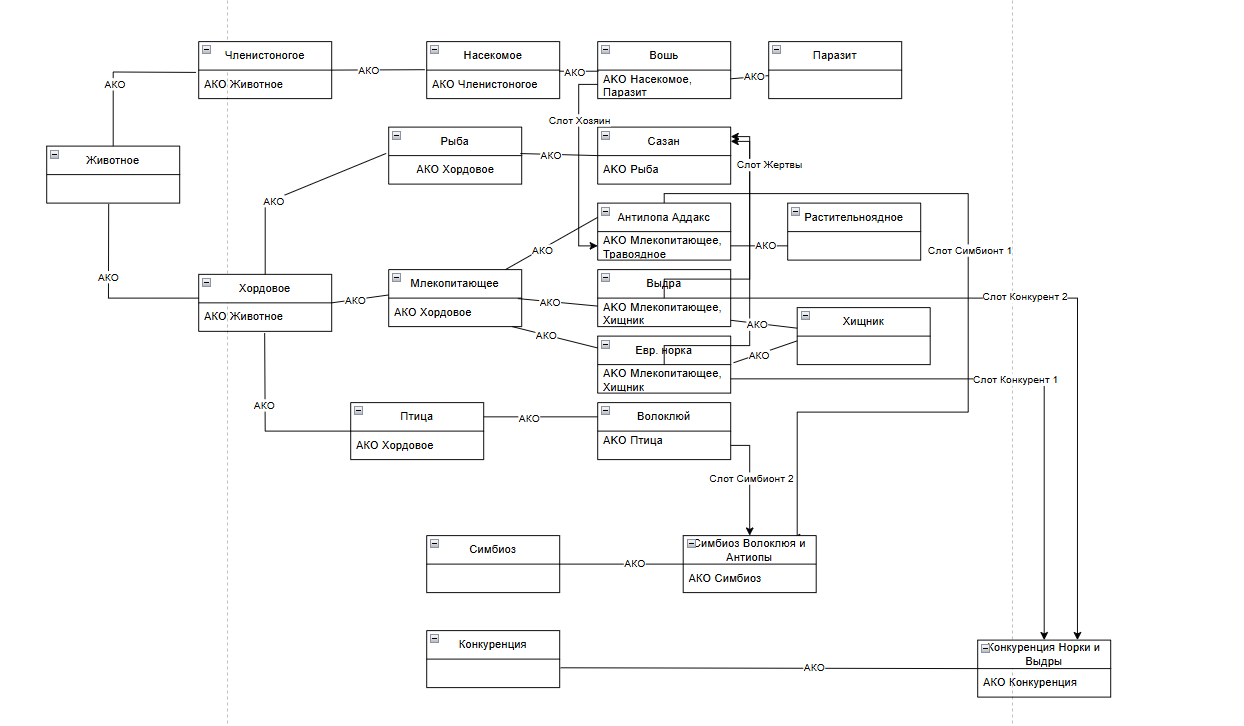 Членистоногое
АКО Животное
АКО
Насекомое
АКО Членистоногое
АКО
Вошь
АКО Насекомое,
Паразит
АКО
Паразит
АКО
Слот Хозяин
Животное
АКО
Рыба
АКО Хордовое
АКО
Сазан
АКО Рыба
Слот Жертвы
АКО
Антилопа Аддакс
АКО Млекопитающее,
Травоядное
АКО
Растительноядное
АКО
Слот Симбионт 1
Хордовое
АКО Животное
АКО
Млекопитающее
АКО Хордовое
АКО
Выдра
АКО Млекопитающее,
Хищник
Слот Конкурент 2
АКО
Хищник
АКО
Евр. норка
АКО Млекопитающее,
Хищник
АКО
Слот Конкурент 1
АКО
Птица
АКО Хордовое
АКО
Волоклюй
АКО Птица
Слот Симбионт 2
Симбиоз
АКО
Симбиоз Волоклюя и
Антиопы
АКО Симбиоз
Конкуренция
АКО
Конкуренция Норки и
Выдры
АКО Конкуренция